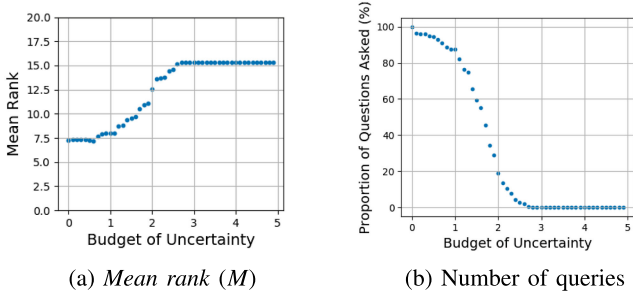 20.0
17.5
15.0
12.5
10.0
7.5
5.0
2.5
0.0
Mean Rank
0 1 2 3 4 5
Budget of Uncertainty
(a) Mean rank (M)
100
80
60
40
20
0
Proportion of Questions Asked (%)
0 1 2 3 4 5
Budget of Uncertainty
(b) Number of queries